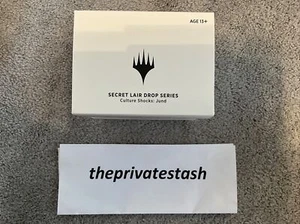 AGE 13+
SECRET LAIR DROP SERIES
Culture Shocks: Jund
theprivatestash